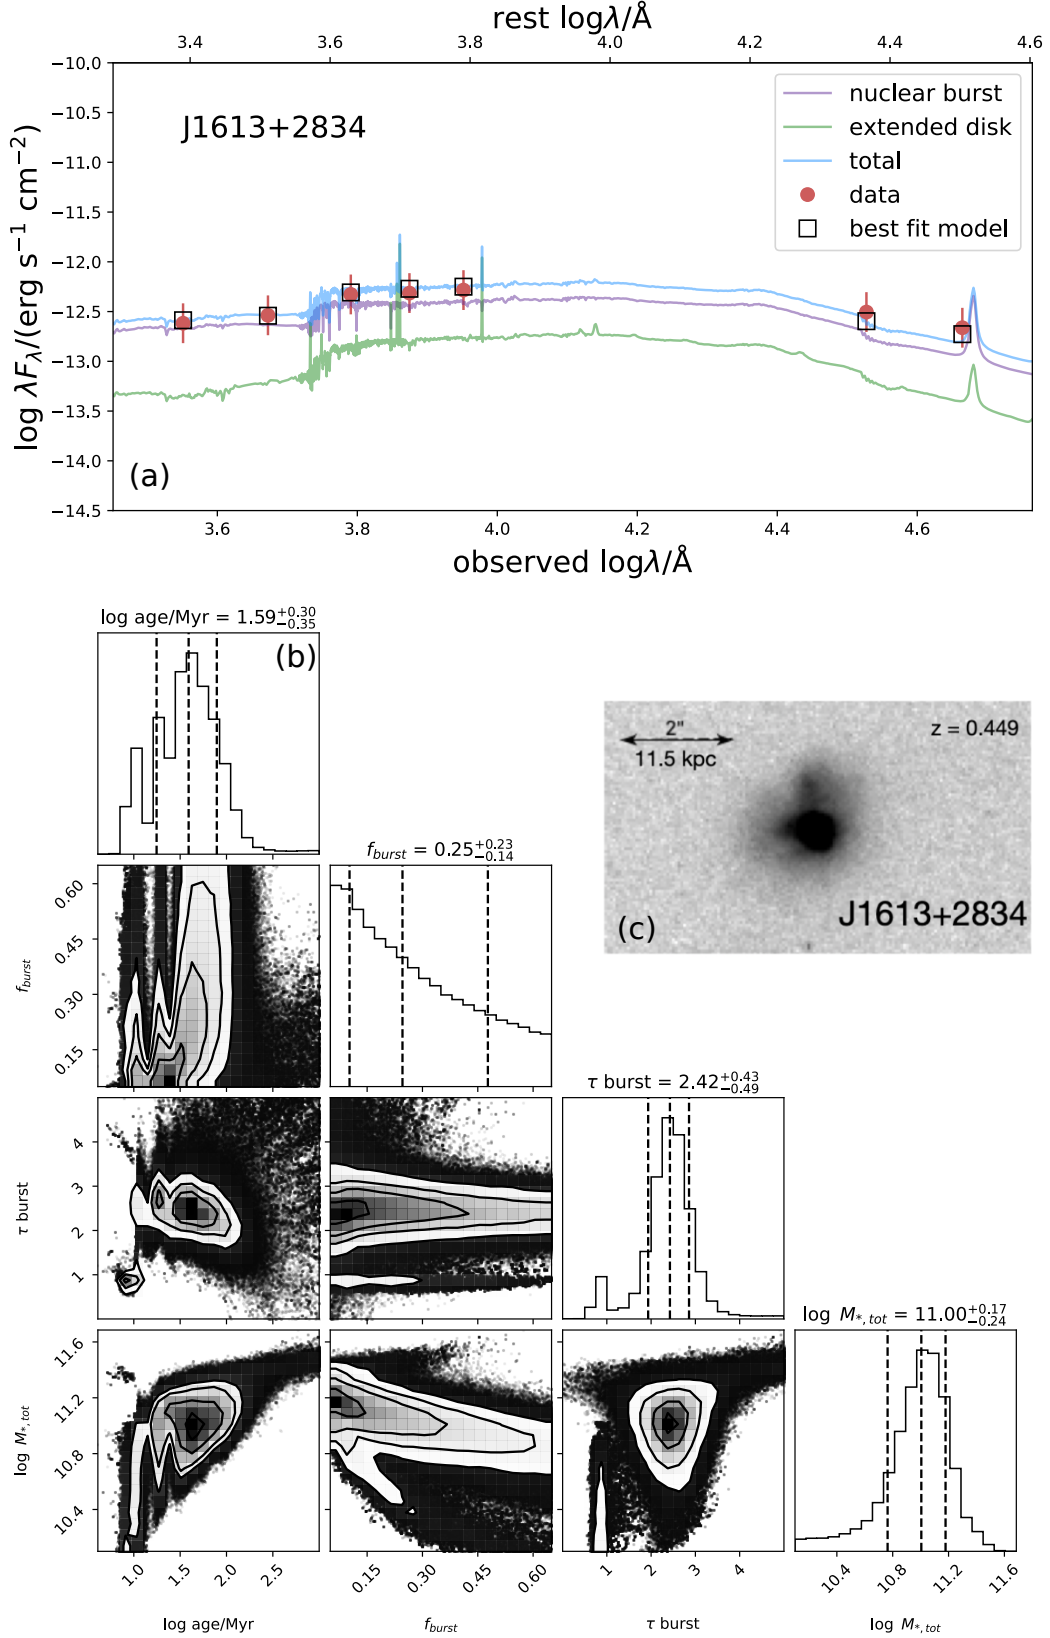 rest logλ/Å
3.4 3.6 3.8 4.0 4.2 4.4 4.6
−10.0
−10.5
−11.0
−11.5
−12.0
−12.5
−13.0
−13.5
−14.0
−14.5
log λF_λ/(erg s⁻¹ cm⁻²)
J1613+2834
nuclear burst
extended disk
total
data
best fit model
(a)
3.6 3.8 4.0 4.2 4.4 4.6
observed logλ/Å
log age/Myr = 1.59^{+0.30}_{−0.35}
(b)
2"
11.5 kpc
z = 0.449
(c)
J1613+2834
f_{burst} = 0.25^{+0.23}_{−0.14}
0.60
0.45
0.30
0.15
f_{burst}
τ burst = 2.42^{+0.43}_{−0.49}
4
3
2
1
τ burst
log M_{*,tot} = 11.00^{+0.17}_{−0.24}
11.6
11.2
10.8
10.4
log M_{*,tot}
1.0 1.5 2.0 2.5
0.15 0.30 0.45 0.60
1 2 3 4
10.4 10.8 11.2 11.6
log age/Myr
f_{burst}
τ burst
log M_{*,tot}